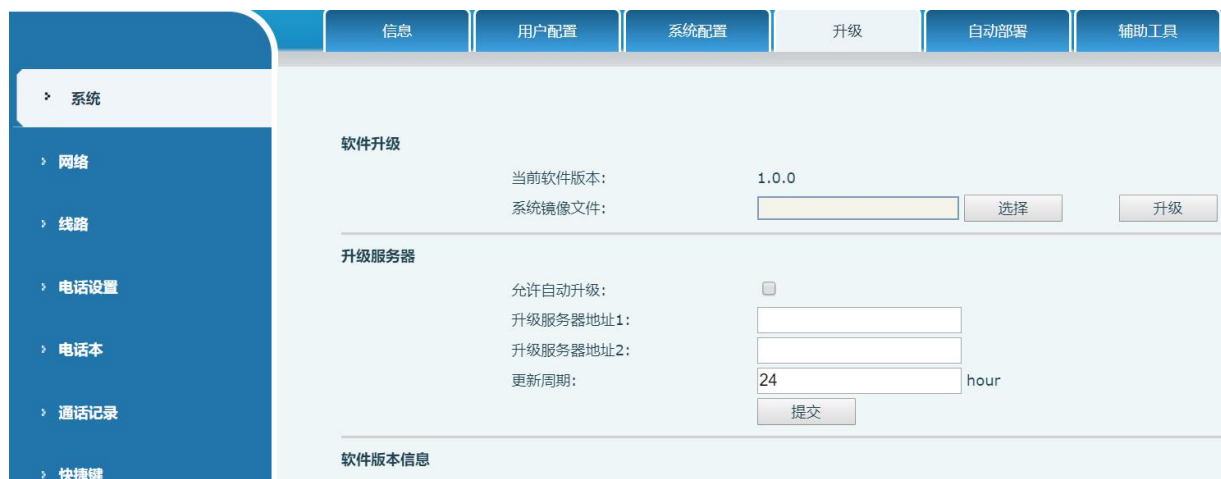 信息 用户配置 系统配置 升级 自动部署 辅助工具
系统
网络
线路
电话设置
电话本
通话记录
快捷键
软件升级
当前软件版本: 1.0.0
系统镜像文件: 选择 升级
升级服务器
允许自动升级:
升级服务器地址1:
升级服务器地址2:
更新周期: 24 hour
提交
软件版本信息